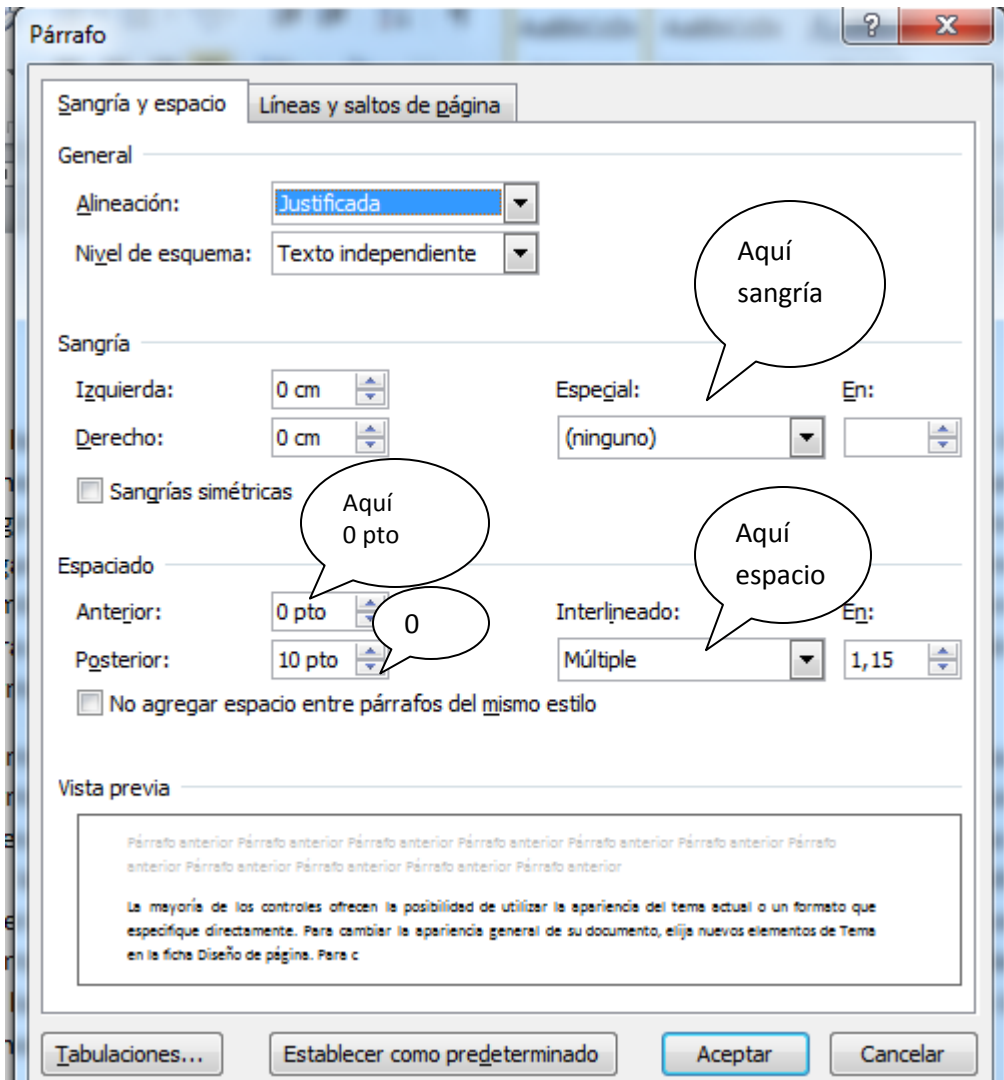 Párrafo
Sangría y espacio
Líneas y saltos de página
General
Alineación: Justificada
Nivel de esquema: Texto independiente
Aquí
sangría
Sangría
Izquierda: 0 cm Especial: En:
Derecho: 0 cm (ninguno)
Sangrías simétricas
Aquí
0 pto
Aquí
espacio
Espaciado
Anterior: 0 pto Interlineado: En:
0
Posterior: 10 pto Múltiple 1,15
No agregar espacio entre párrafos del mismo estilo
Vista previa
Párrafo anterior Párrafo anterior Párrafo anterior Párrafo anterior Párrafo anterior Párrafo anterior Párrafo
anterior Párrafo anterior Párrafo anterior Párrafo anterior Párrafo anterior Párrafo anterior
La mayoría de los controles ofrecen la posibilidad de utilizar la apariencia del tema actual o un formato que
especifique directamente. Para cambiar la apariencia general de su documento, elija nuevos elementos de Tema
en la ficha Diseño de página. Para c
Tabulaciones... Establecer como predeterminado Aceptar Cancelar